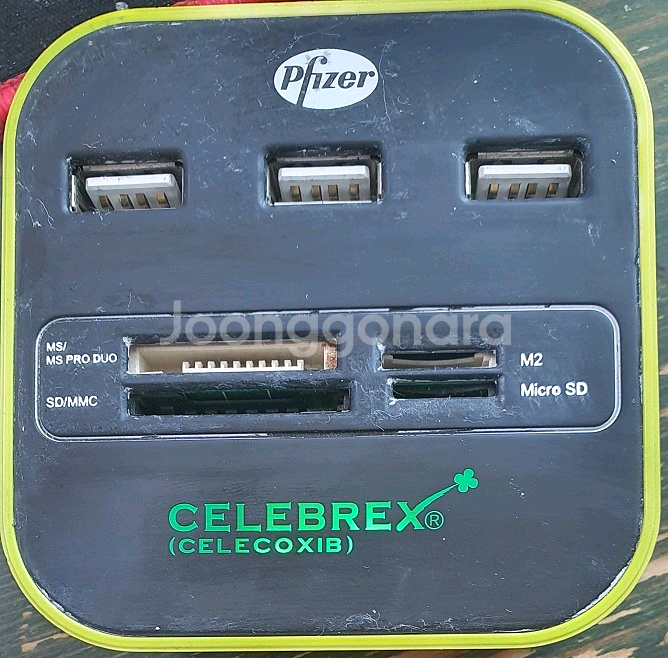 Pfizer
Joonggonara
MS/
MS PRO DUO
M2
SD/MMC
Micro SD
CELEBREX®
(CELECOXIB)